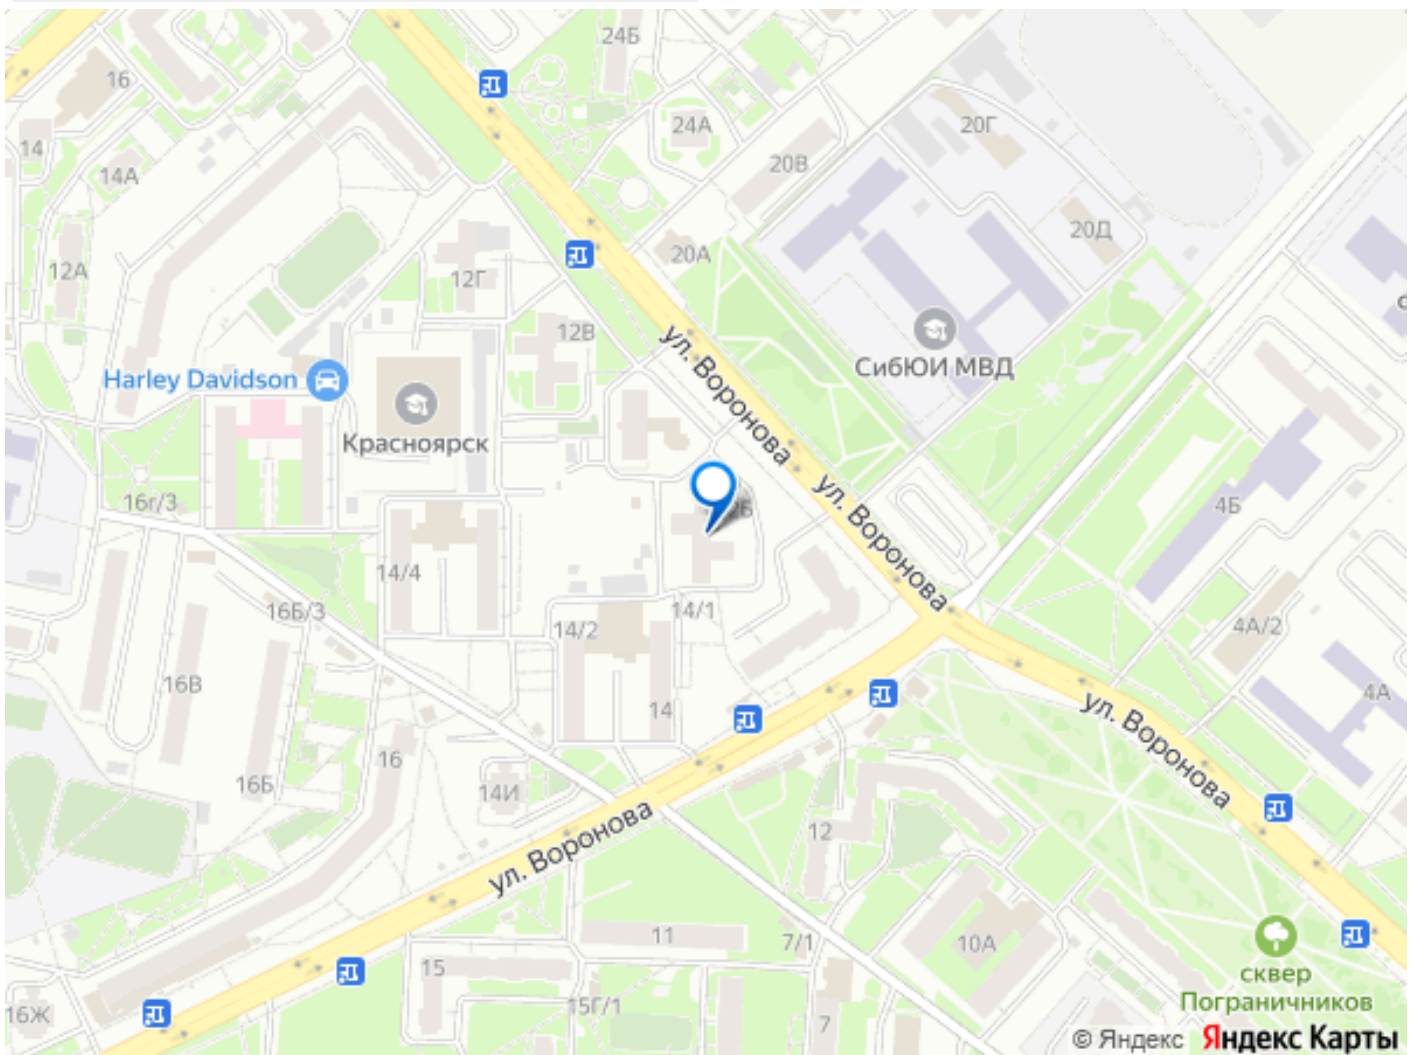 24Б
16
24А
20Г
14
14А
20В
20Д
12А
12Г
20А
12В
ул. Воронова
СибЮИ МВД
Harley Davidson
Красноярск
16г/3
ул. Воронова
4Б
14/4
16Б/3
14/2
14/1
4А/2
16В
14
4А
ул. Воронова
16
16Б
14И
12
ул. Воронова
11
7/1
10А
15
сквер
Пограничников
15Г/1
16Ж
7
© Яндекс Яндекс Карты